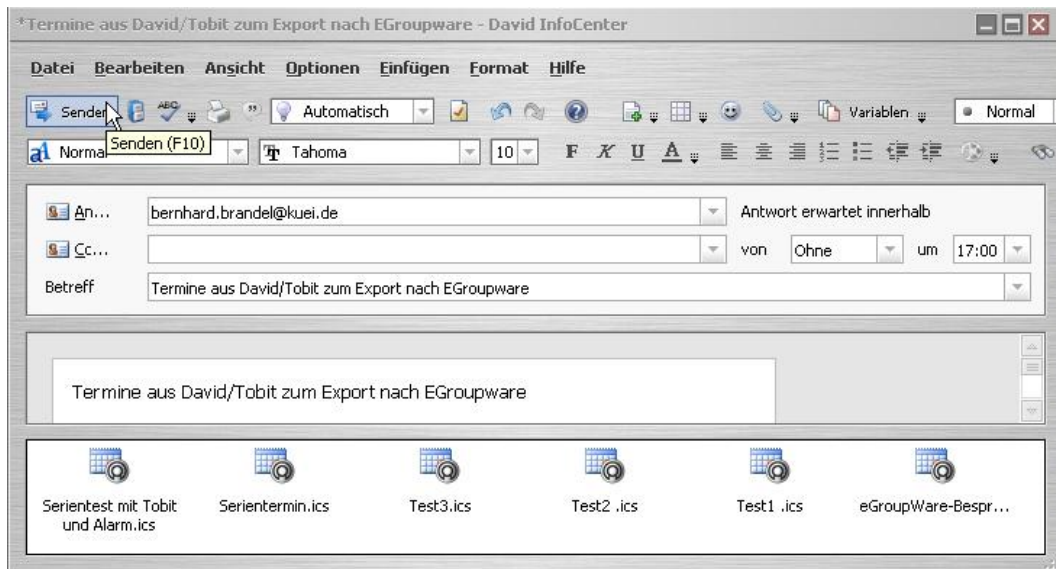 *Termine aus David/Tobit zum Export nach EGroupware - David InfoCenter
Datei Bearbeiten Ansicht Optionen Einfügen Format Hilfe
Senden Automatisch Variablen Normal
Senden (F10)
Tahoma 10 F K U A
An... bernhard.brandel@kuei.de Antwort erwartet innerhalb
Cc... von Ohne um 17:00
Betreff Termine aus David/Tobit zum Export nach EGroupware
Termine aus David/Tobit zum Export nach EGroupware
Serientest mit Tobit und Alarm.ics
Serientermin.ics
Test3.ics
Test2 .ics
Test1 .ics
eGroupWare-Bespr...